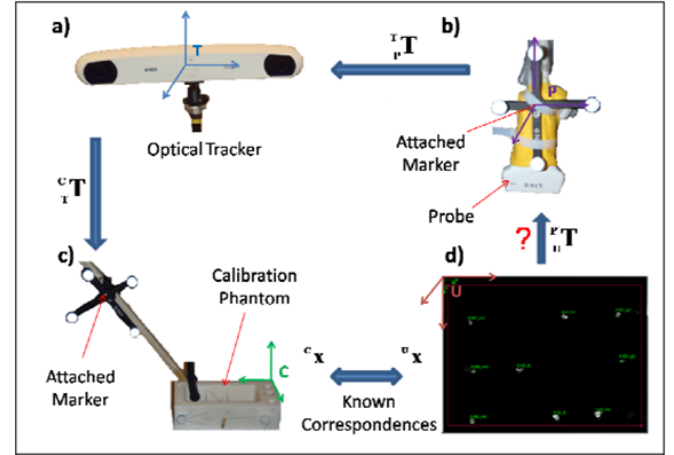 a)
T
Optical Tracker
T
P T
b)
P
Attached
Marker
Probe
C
T T
c)
Calibration
Phantom
Attached
Marker
C
C x
U x
Known
Correspondences
? P
U T
d)
U